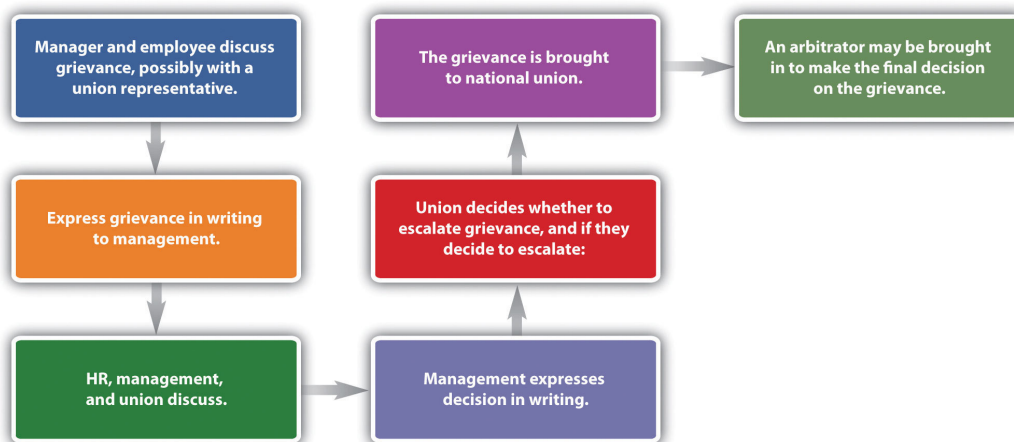 Manager and employee discuss
grievance, possibly with a
union representative.
Express grievance in writing
to management.
HR, management,
and union discuss.
Management expresses
decision in writing.
Union decides whether to
escalate grievance, and if they
decide to escalate:
The grievance is brought
to national union.
An arbitrator may be brought
in to make the final decision
on the grievance.